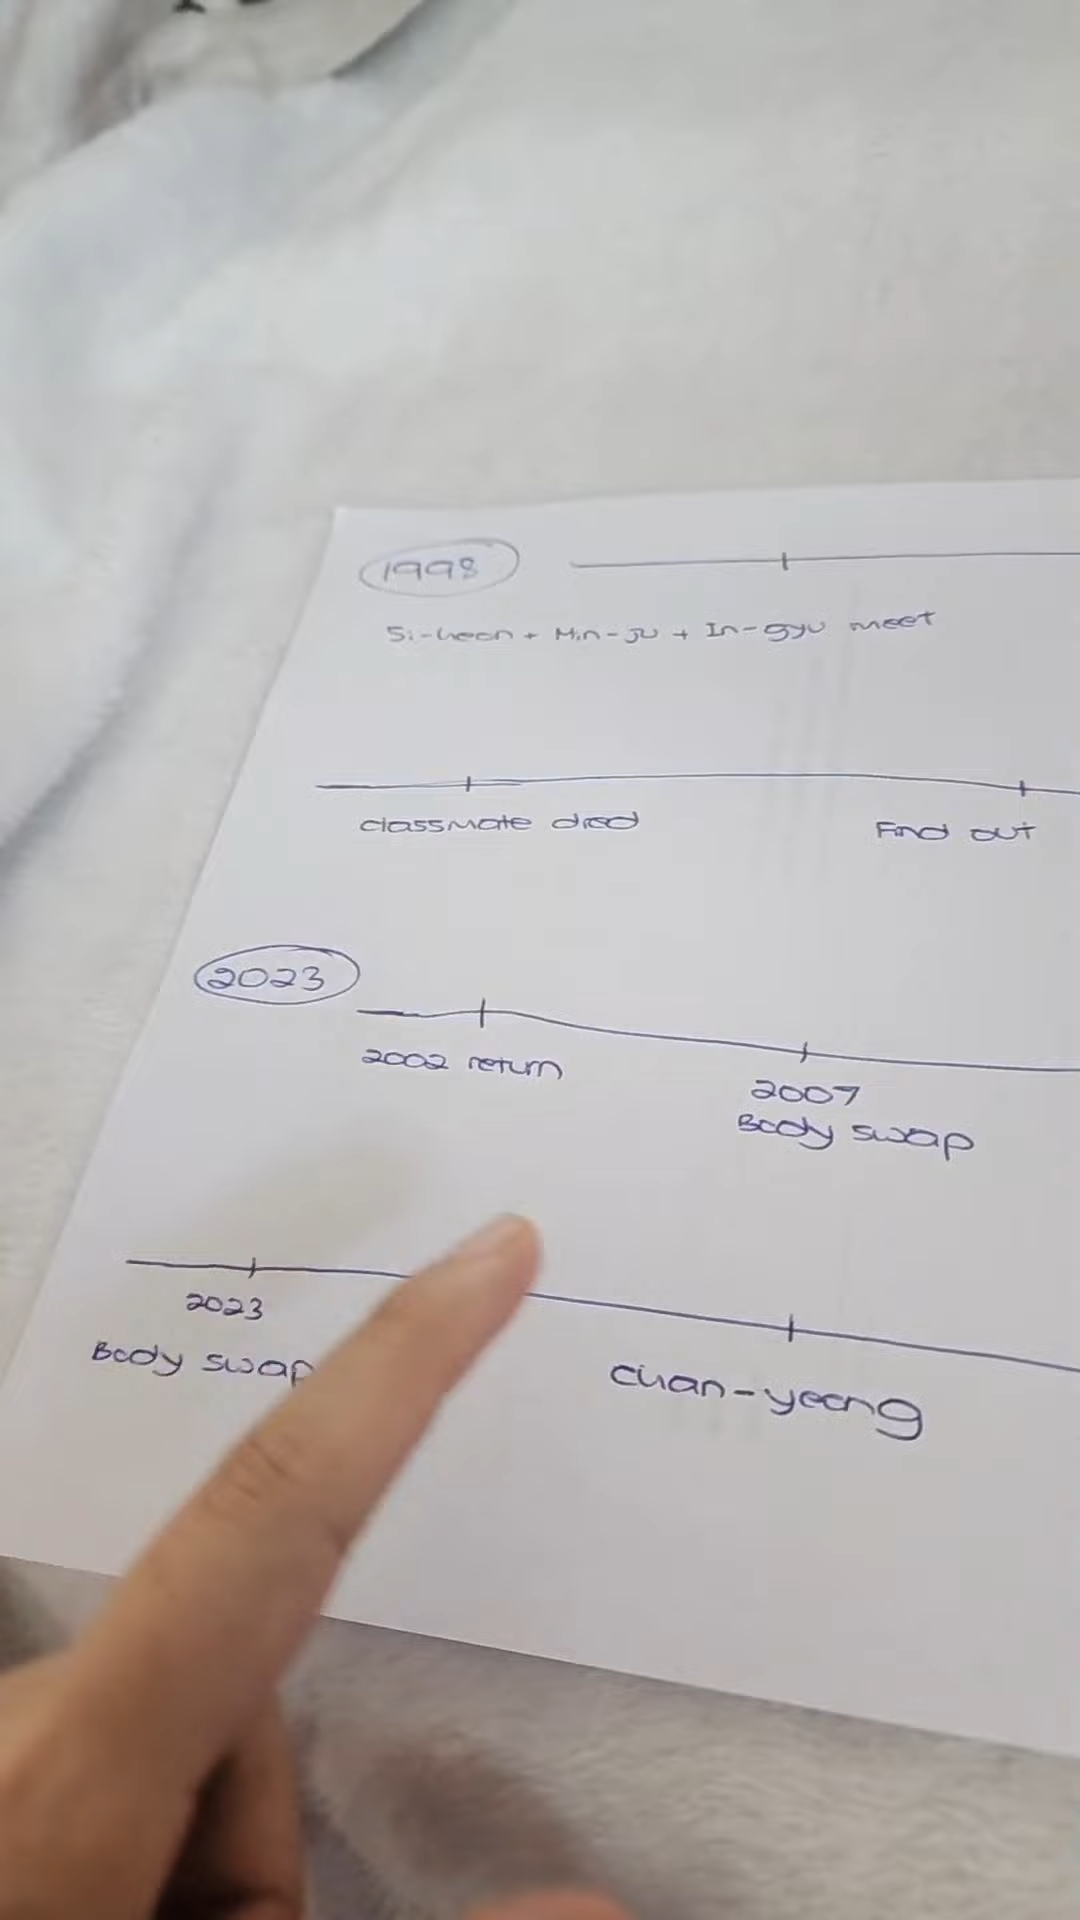 1998
Si-heon + Min-ju + In-gyu meet
classmate died
Find out
2023
2002 return
2007
Body swap
2023
Body swap
Chan-yeong